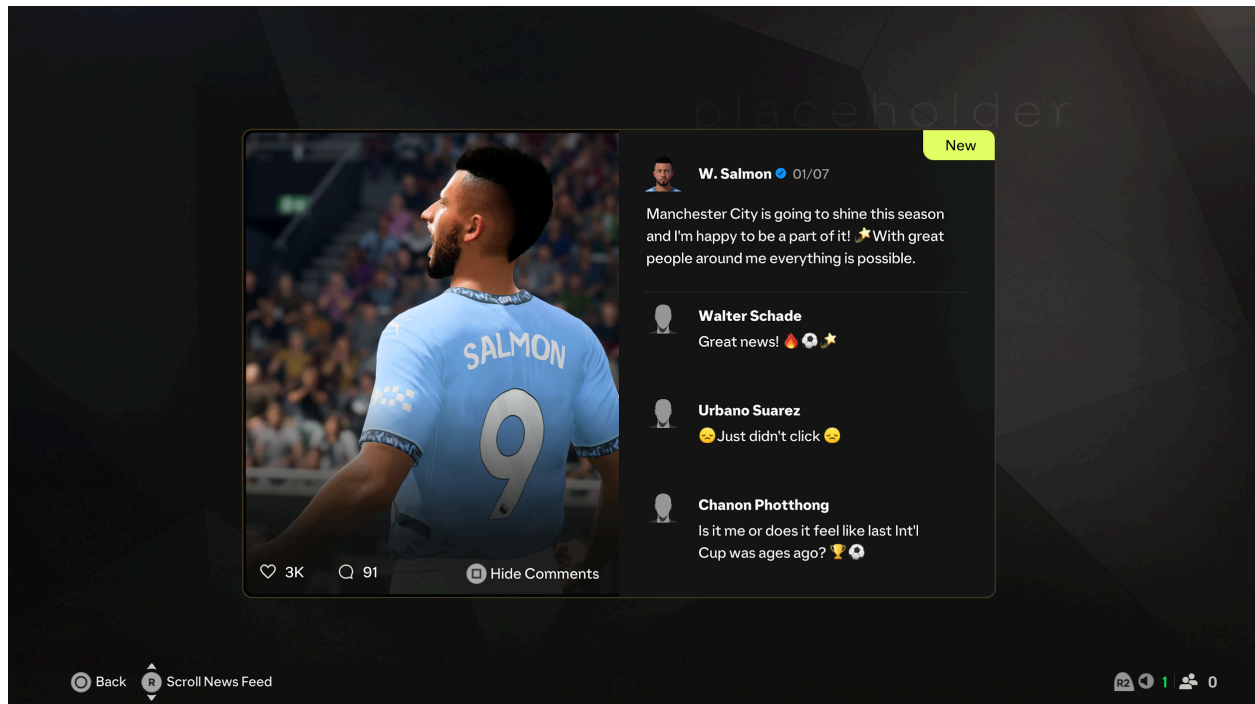 placeholder
New
W. Salmon 01/07
Manchester City is going to shine this season
and I'm happy to be a part of it! 🌠With great
people around me everything is possible.
Walter Schade
Great news! 🔥⚽🌠
Urbano Suarez
😞Just didn't click 😞
Chanon Photthong
Is it me or does it feel like last Int'l
Cup was ages ago? 🏆⚽
SALMON
9
3K 91 Hide Comments
Back R Scroll News Feed
R2 1 0